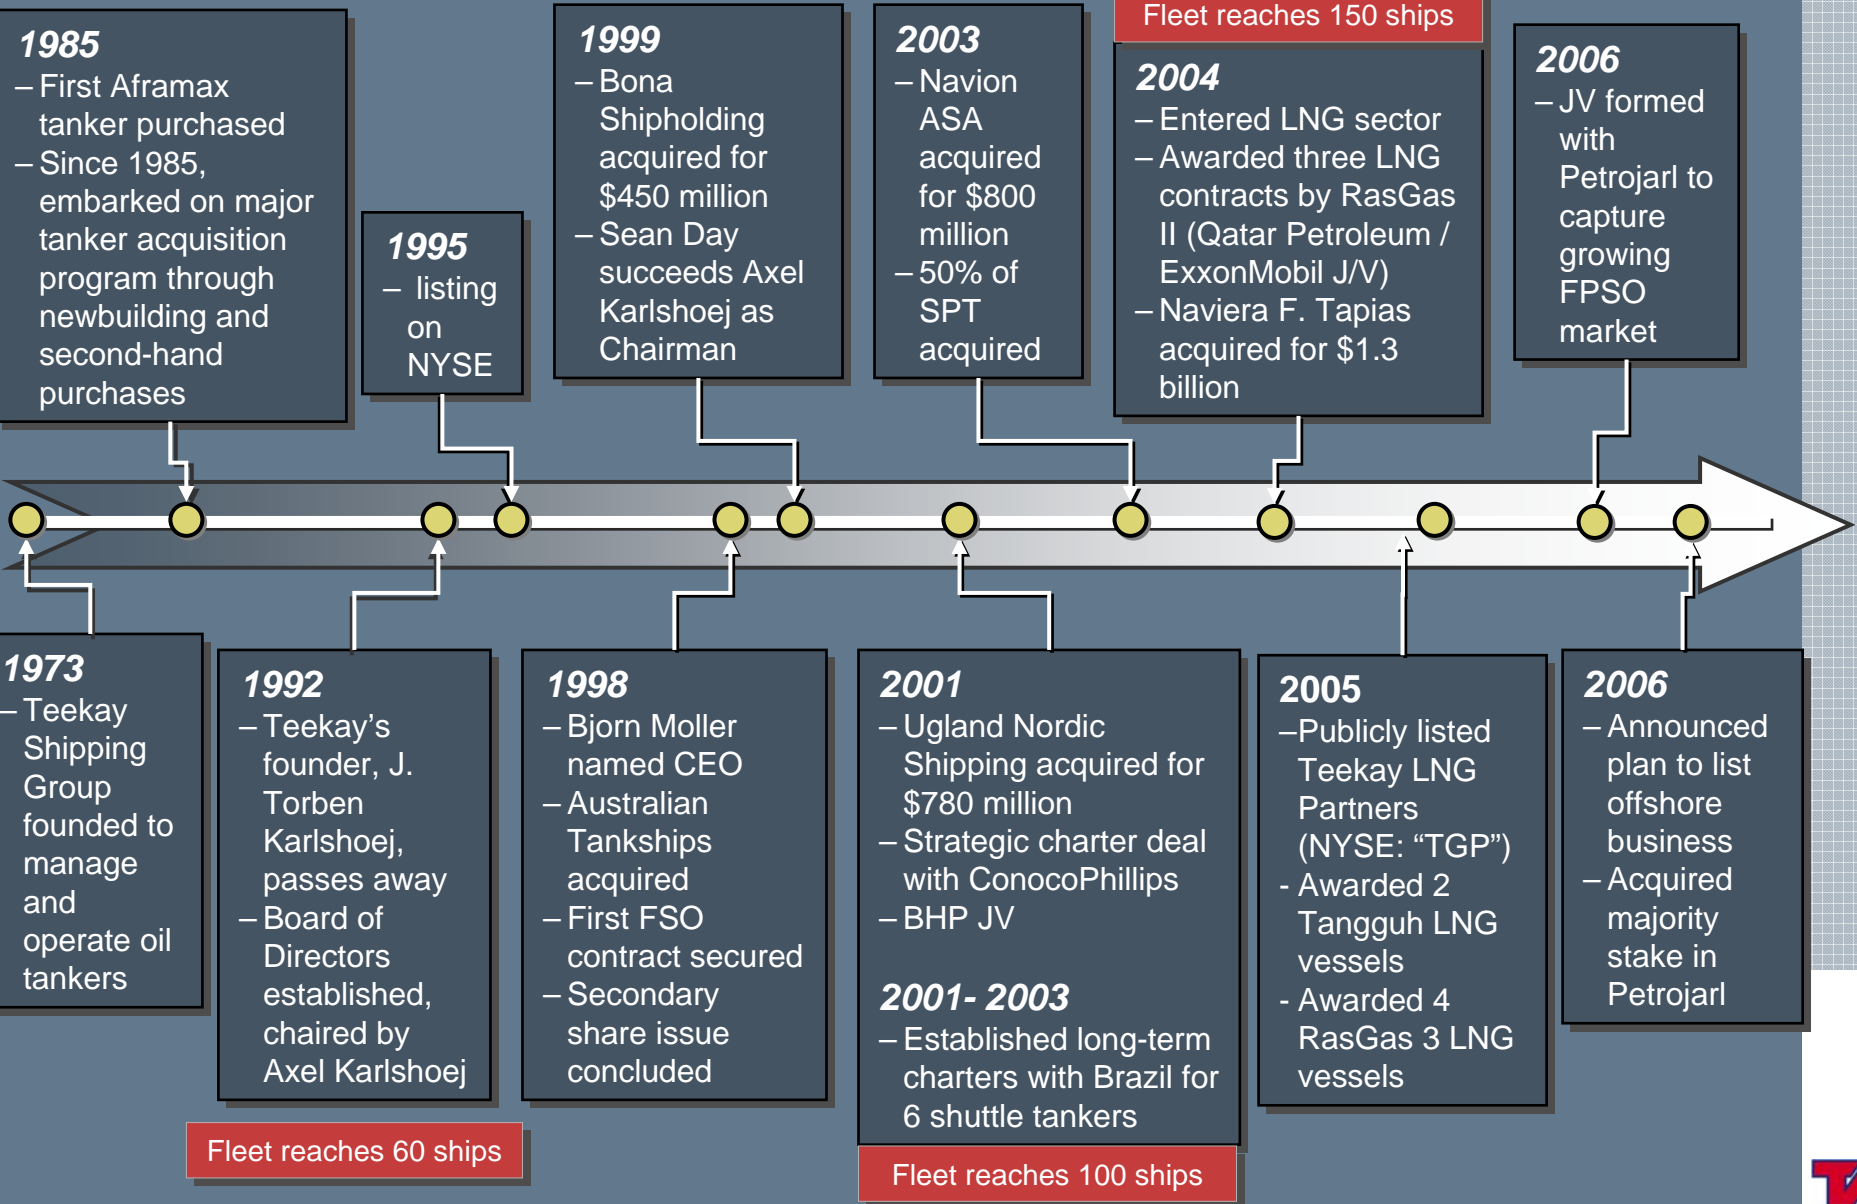 1985
– First Aframax
tanker purchased
– Since 1985,
embarked on major
tanker acquisition
program through
newbuilding and
second-hand
purchases
1995
– listing
on
NYSE
1999
– Bona
Shipholding
acquired for
$450 million
– Sean Day
succeeds Axel
Karlshoej as
Chairman
2003
– Navion
ASA
acquired
for $800
million
– 50% of
SPT
acquired
Fleet reaches 150 ships
2004
– Entered LNG sector
– Awarded three LNG
contracts by RasGas
II (Qatar Petroleum /
ExxonMobil J/V)
– Naviera F. Tapias
acquired for $1.3
billion
2006
– JV formed
with
Petrojarl to
capture
growing
FPSO
market
1973
– Teekay
Shipping
Group
founded to
manage
and
operate oil
tankers
1992
– Teekay’s
founder, J.
Torben
Karlshoej,
passes away
– Board of
Directors
established,
chaired by
Axel Karlshoej
Fleet reaches 60 ships
1998
– Bjorn Moller
named CEO
– Australian
Tankships
acquired
– First FSO
contract secured
– Secondary
share issue
concluded
2001
– Ugland Nordic
Shipping acquired for
$780 million
– Strategic charter deal
with ConocoPhillips
– BHP JV
2001- 2003
– Established long-term
charters with Brazil for
6 shuttle tankers
Fleet reaches 100 ships
2005
–Publicly listed
Teekay LNG
Partners
(NYSE: “TGP”)
- Awarded 2
Tangguh LNG
vessels
- Awarded 4
RasGas 3 LNG
vessels
2006
– Announced
plan to list
offshore
business
– Acquired
majority
stake in
Petrojarl